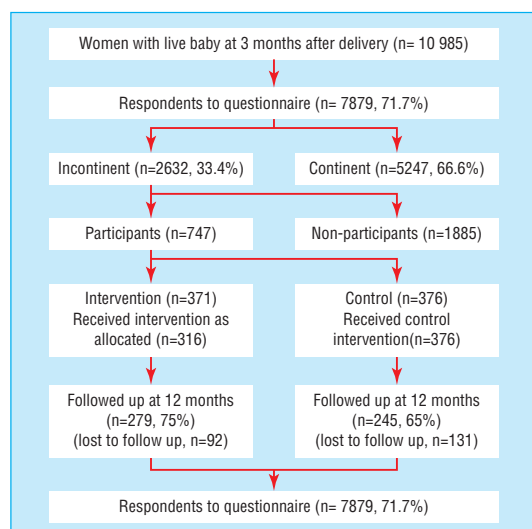 Women with live baby at 3 months after delivery (n= 10 985)
Respondents to questionnaire (n= 7879, 71.7%)
Incontinent (n=2632, 33.4%)
Continent (n=5247, 66.6%)
Participants (n=747)
Non-participants (n=1885)
Intervention (n=371)
Received intervention as
allocated (n=316)
Control (n=376)
Received control
intervention(n=376)
Followed up at 12 months
(n=279, 75%)
(lost to follow up, n=92)
Followed up at 12 months
(n=245, 65%)
(lost to follow up, n=131)
Respondents to questionnaire (n= 7879, 71.7%)